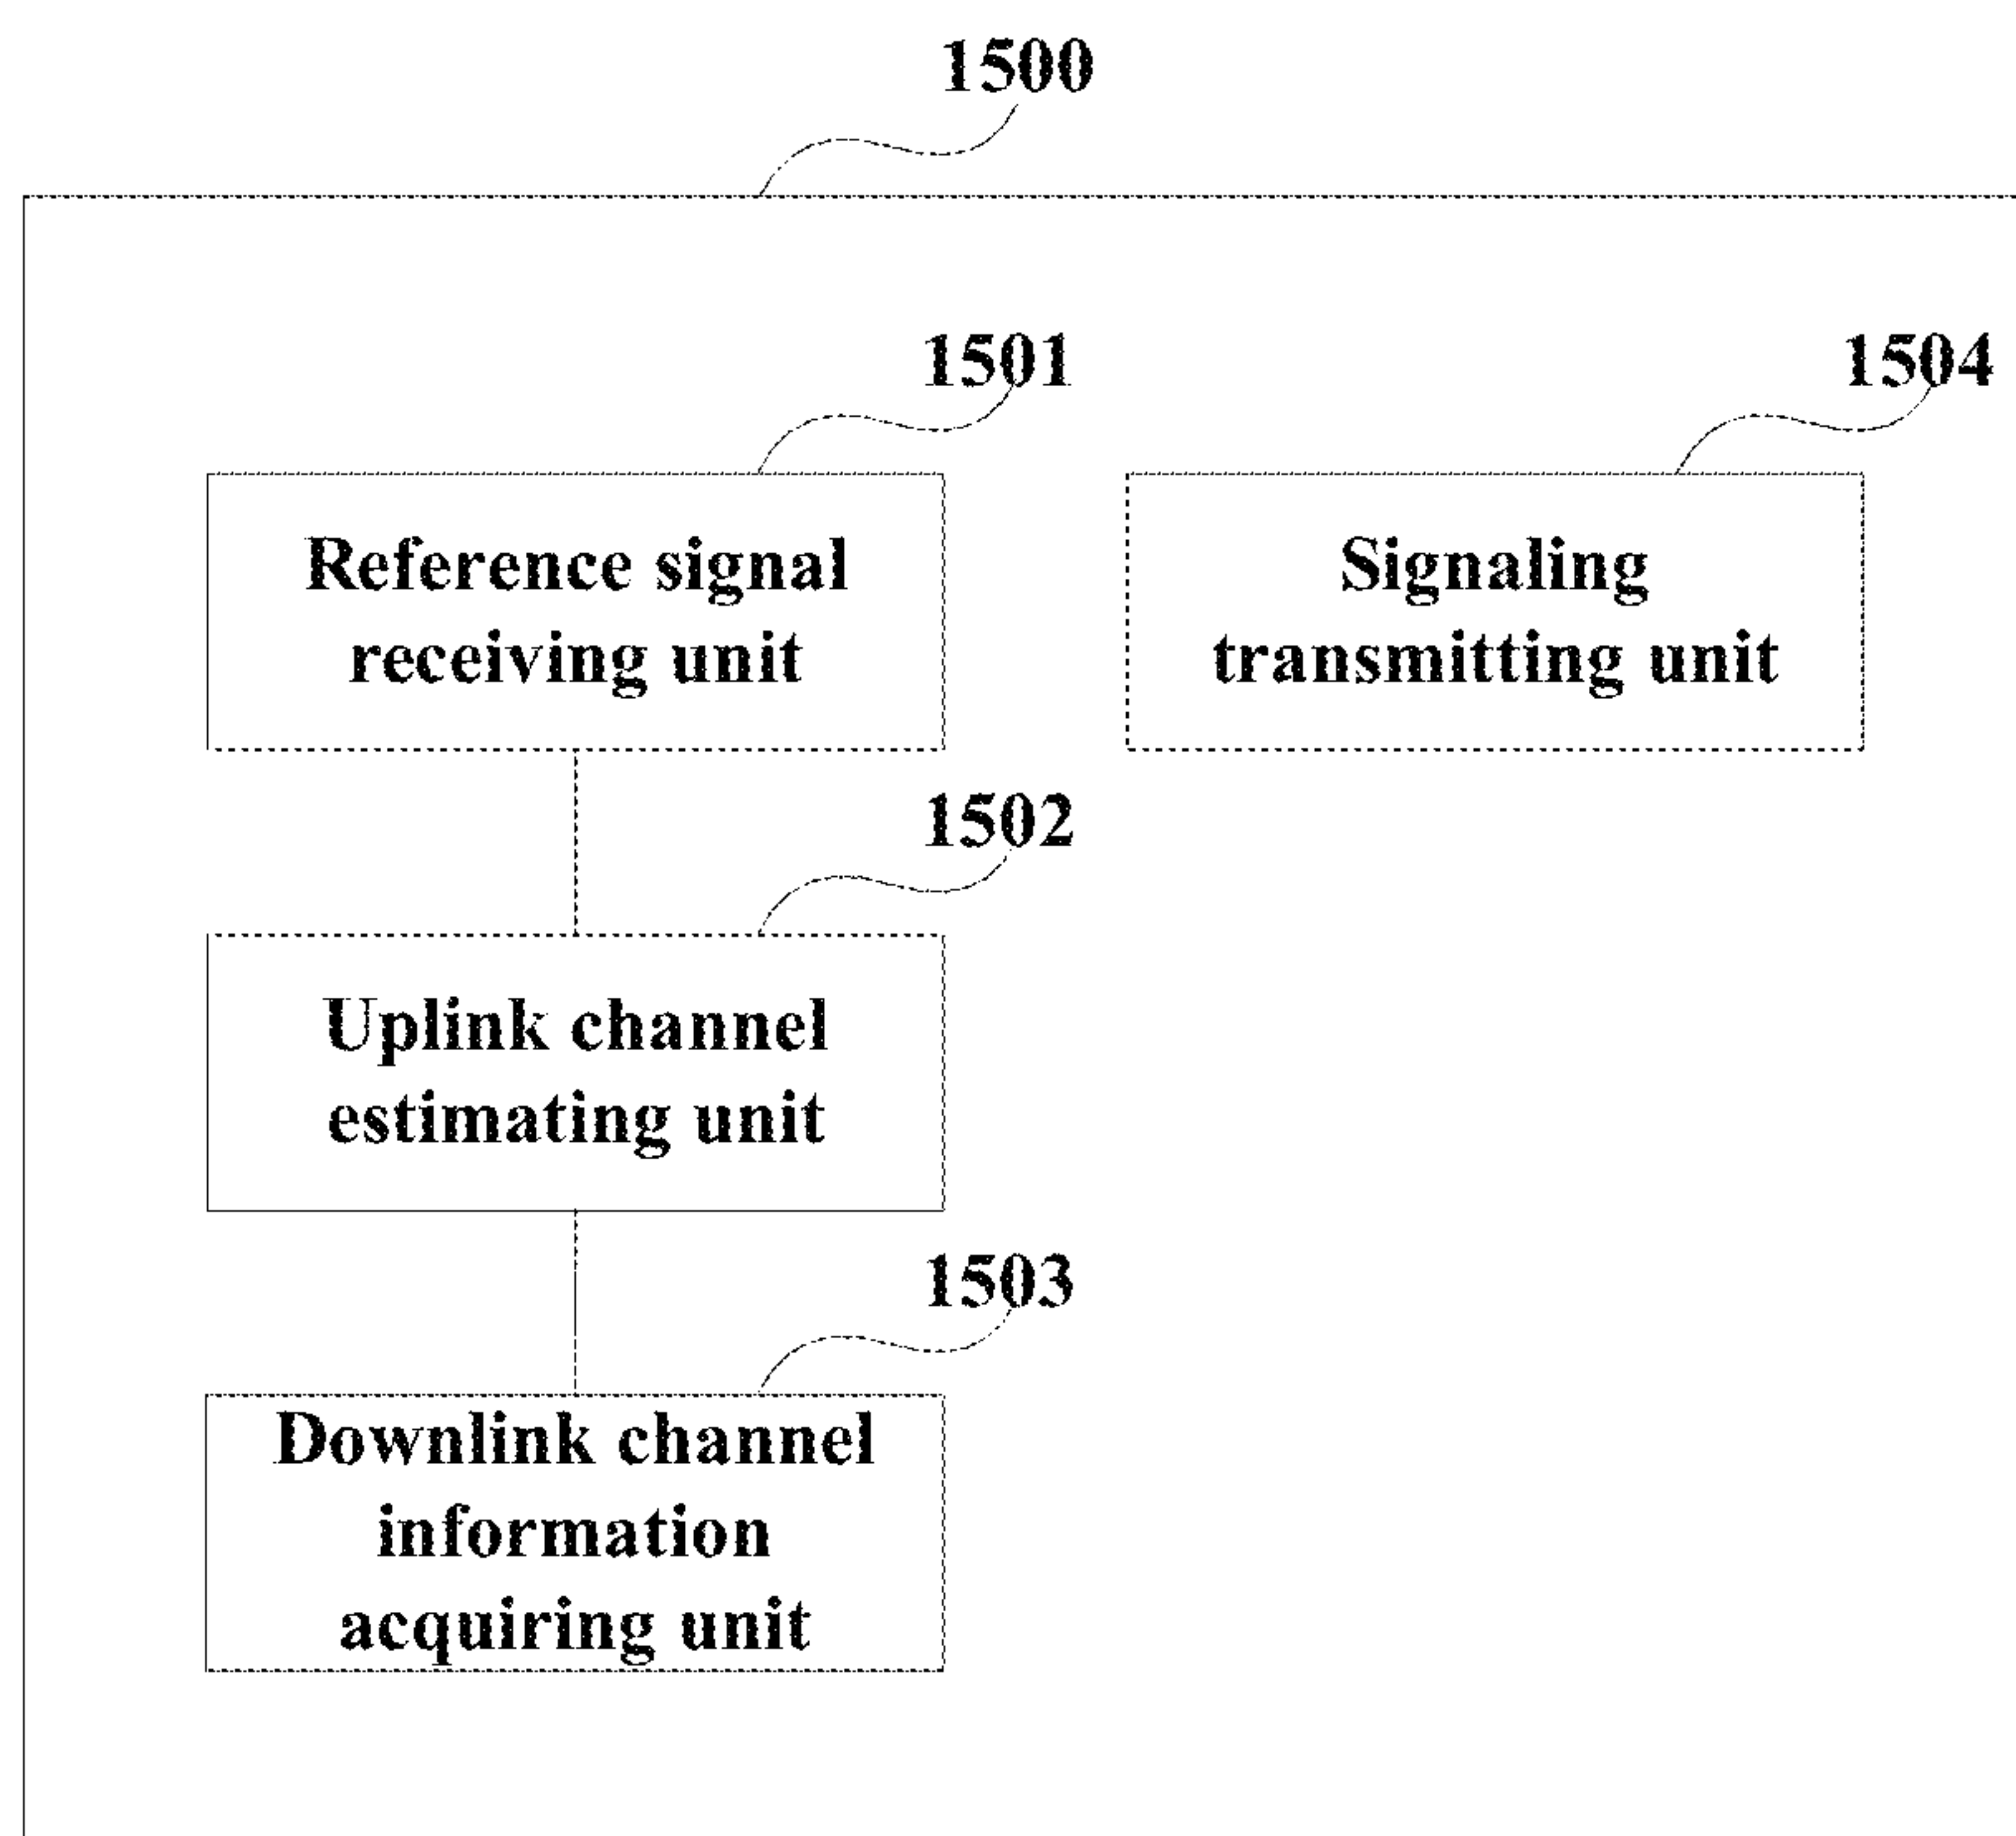 1500
1501
1504
Reference signal
receiving unit
Signaling
transmitting unit
1502
Uplink channel
estimating unit
1503
Downlink channel
information
acquiring unit